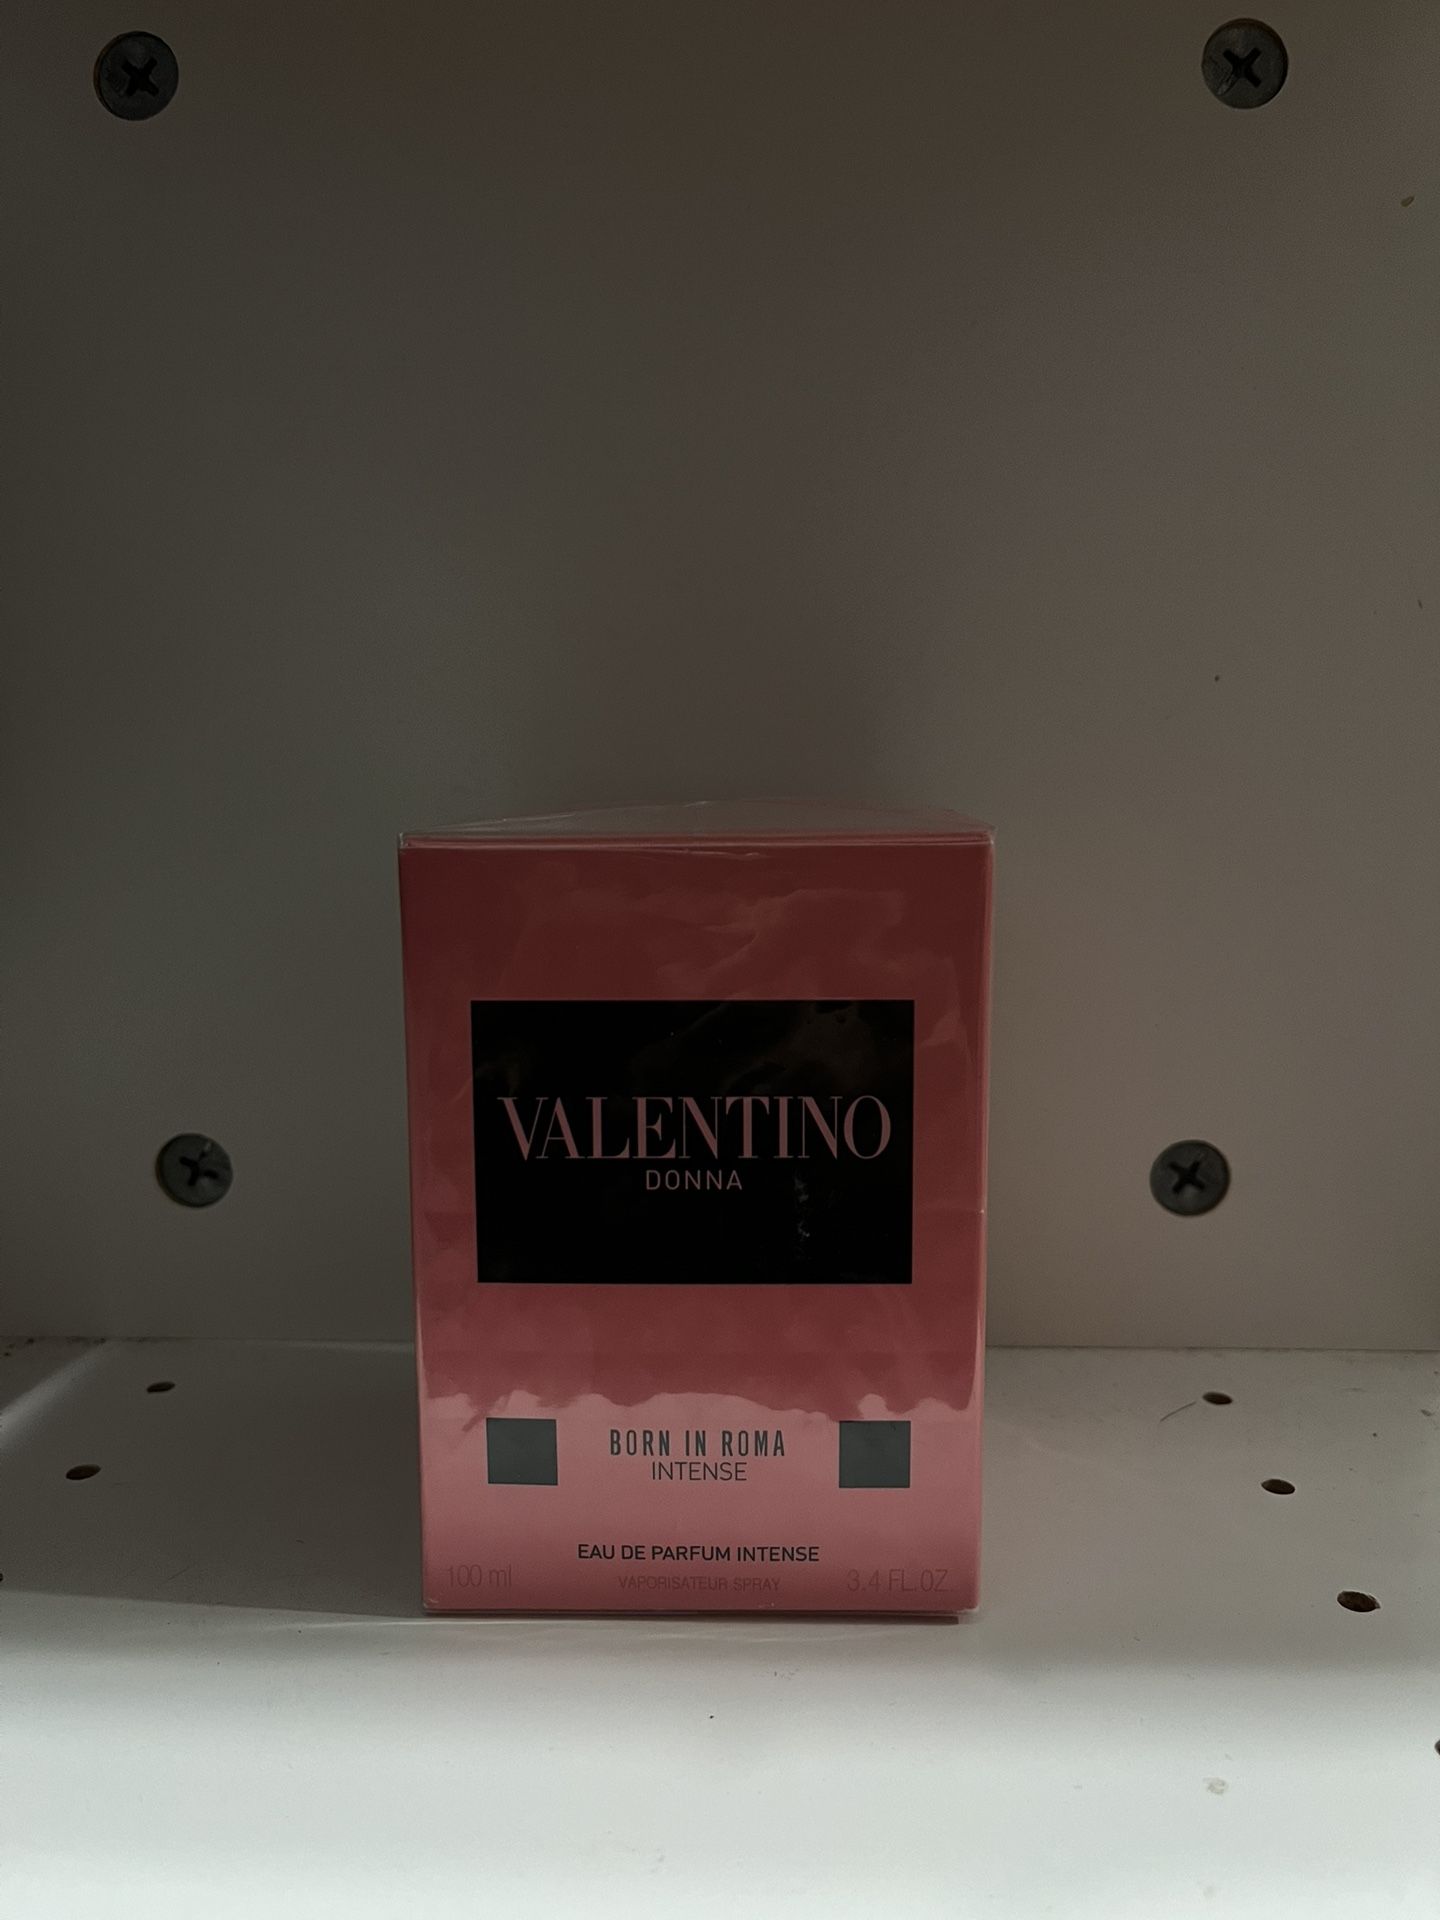 VALENTINO
DONNA
BORN IN ROMA
INTENSE
EAU DE PARFUM INTENSE
100 ml VAPORISATEUR SPRAY 3.4 FL.OZ.